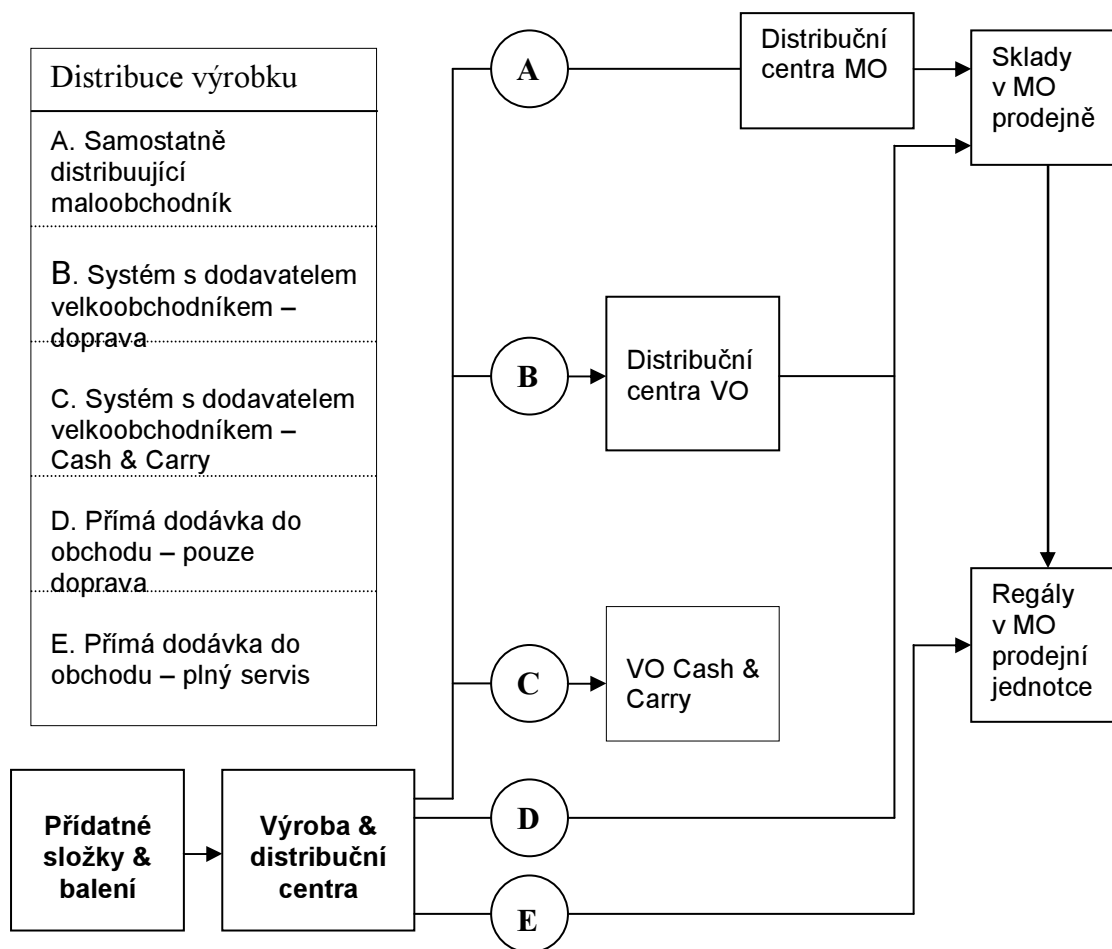 Distribuce výrobku
A. Samostatně
distribuující
maloobchodník
B. Systém s dodavatelem
velkoobchodníkem –
doprava
C. Systém s dodavatelem
velkoobchodníkem –
Cash & Carry
D. Přímá dodávka do
obchodu – pouze
doprava
E. Přímá dodávka do
obchodu – plný servis
A
Distribuční
centra MO
Sklady
v MO
prodejně
B
Distribuční
centra VO
C
VO Cash &
Carry
Regály
v MO
prodejní
jednotce
Přídatné
složky &
balení
Výroba &
distribuční
centra
D
E